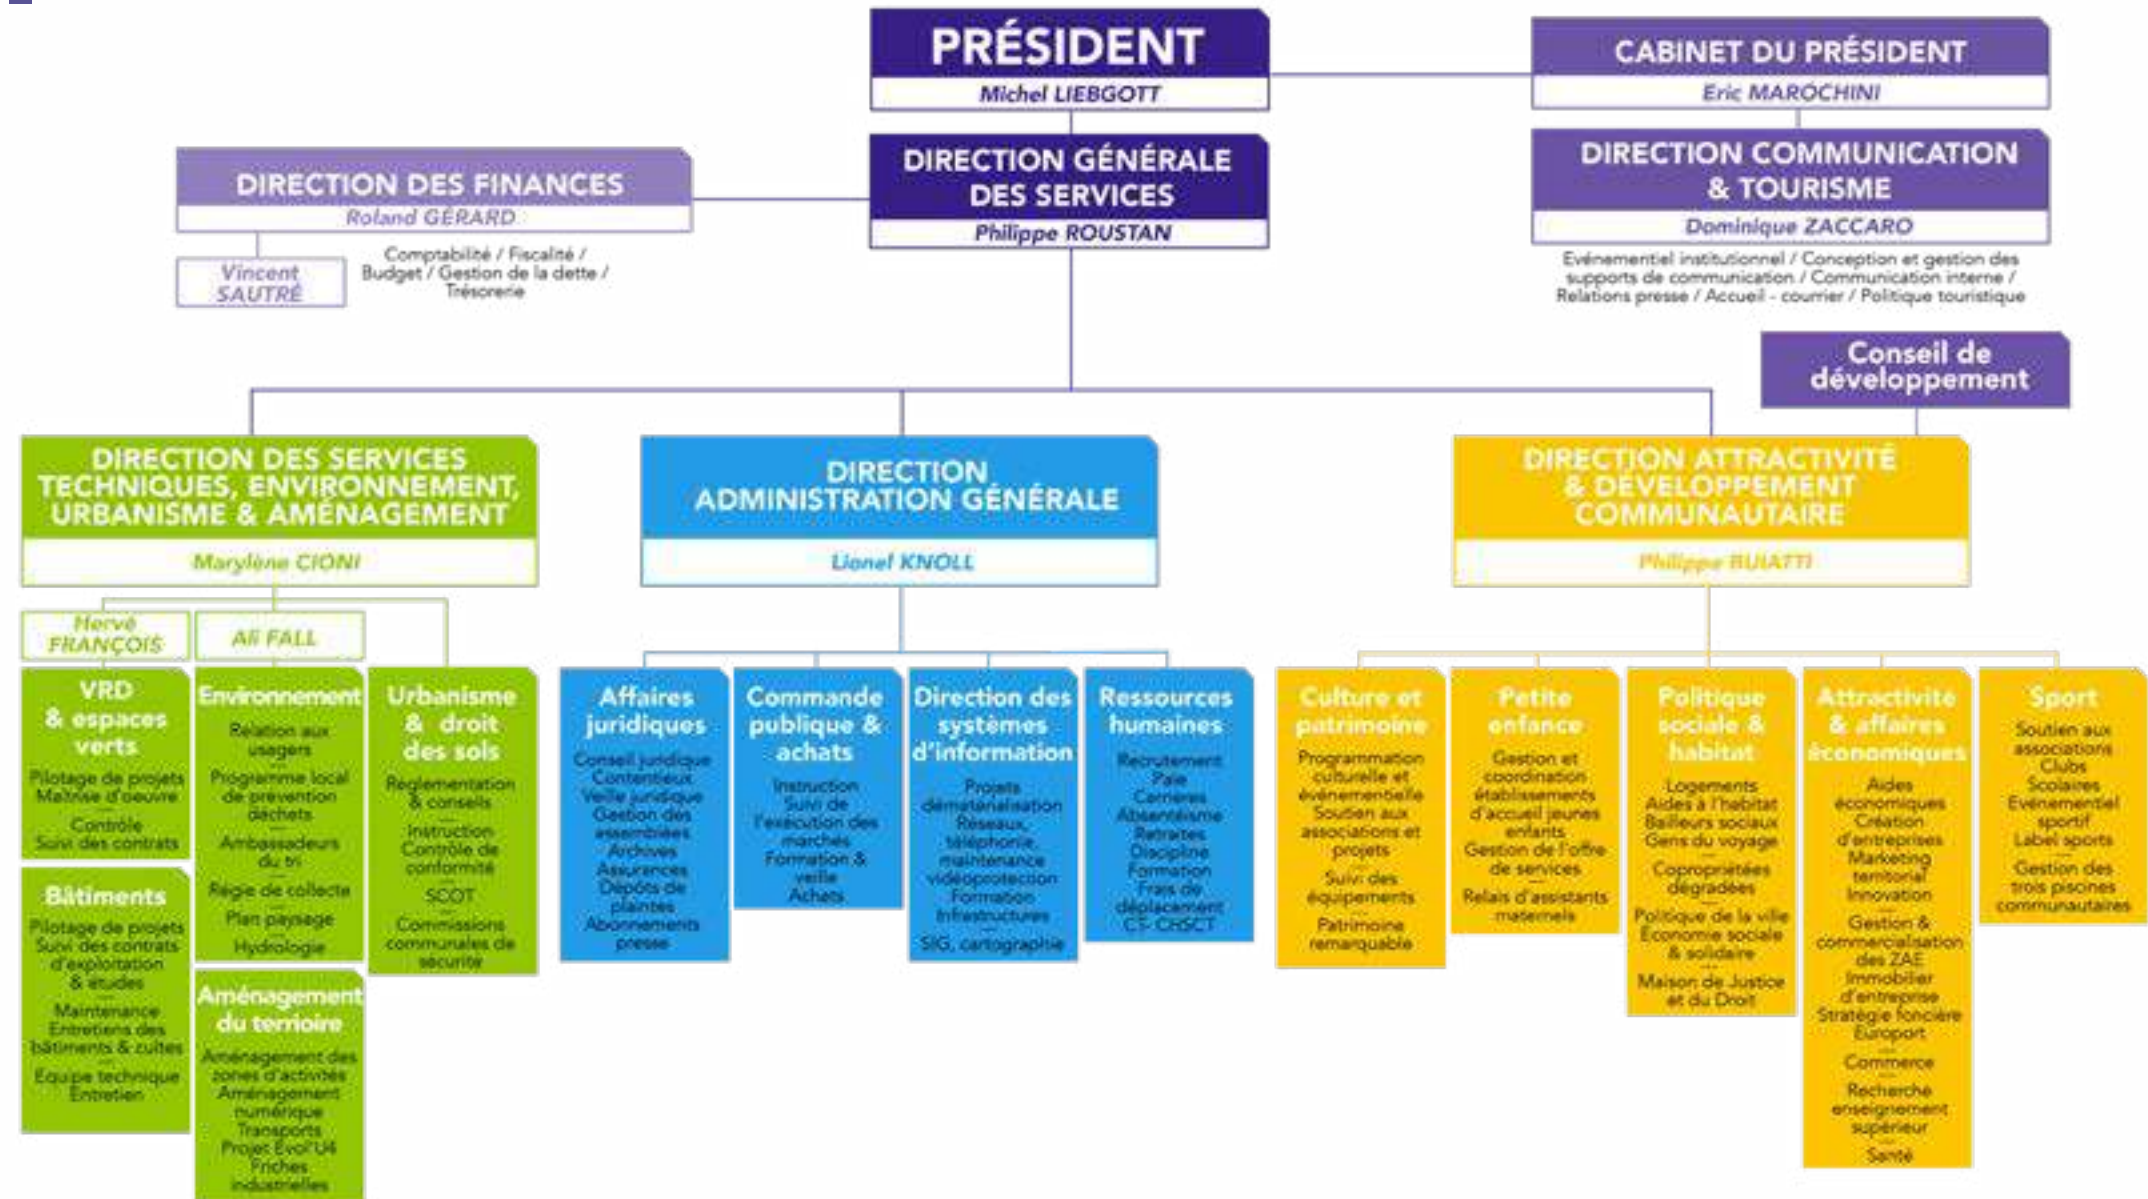 PRÉSIDENT
Michel LIEBGOTT
CABINET DU PRÉSIDENT
Eric MAROCHINI
DIRECTION GÉNÉRALE
DES SERVICES
Philippe ROUSTAN
DIRECTION COMMUNICATION
& TOURISME
Dominique ZACCARO
Evénementiel institutionnel / Conception et gestion des
supports de communication / Communication interne /
Relations presse / Accueil - courrier / Politique touristique
DIRECTION DES FINANCES
Roland GÉRARD
Vincent
SAUTRÉ
Comptabilité / Fiscalité /
Budget / Gestion de la dette /
Trésorerie
Conseil de
développement
DIRECTION DES SERVICES
TECHNIQUES, ENVIRONNEMENT,
URBANISME & AMÉNAGEMENT
Marylène CIONI
Hervé
FRANÇOIS
Ali FALL
VRD
& espaces
verts
Pilotage de projets
Maîtrise d'oeuvre
Contrôle
Suivi des contrats
Bâtiments
Pilotage de projets
Suivi des contrats
d'exploitation
& études
Maintenance
Entretiens des
bâtiments & cultes
Equipe technique
Entretien
Environnement
Relation aux
usagers
Programme local
de prévention
déchets
Ambassadeurs
du tri
Régie de collecte
Plan paysage
Hydrologie
Aménagement
du terrioire
Aménagement des
zones d'activités
Aménagement
numérique
Transports
Projet Evol'U4
Friches
industrielles
Urbanisme
& droit
des sols
Réglementation
& conseils
Instruction
Contrôle de
conformité
SCOT
Commissions
communales de
sécurité
DIRECTION
ADMINISTRATION GÉNÉRALE
Lionel KNOLL
Affaires
juridiques
Conseil juridique
Contentieux
Veille juridique
Gestion des
assemblées
Archives
Assurances
Dépôts de
plaintes
Abonnements
presse
Commande
publique &
achats
Instruction
Suivi de
l'exécution des
marchés
Formation &
veille
Achats
Direction des
systèmes
d'information
Projets
dématérialisation
Réseaux,
téléphonie,
maintenance
vidéoprotection
Formation
Infrastructures
SIG, cartographie
Ressources
humaines
Recrutement
Paie
Carrières
Absentéisme
Retraites
Discipline
Formation
Frais de
déplacement
CT- CHSCT
DIRECTION ATTRACTIVITÉ
& DÉVELOPPEMENT
COMMUNAUTAIRE
Philippe BUIATTI
Culture et
patrimoine
Programmation
culturelle et
événementielle
Soutien aux
associations et
projets
Suivi des
équipements
Patrimoine
remarquable
Petite
enfance
Gestion et
coordination
établissements
d'accueil jeunes
enfants
Gestion de l'offre
de services
Relais d'assistants
maternels
Politique
sociale &
habitat
Logements
Aides à l'habitat
Bailleurs sociaux
Gens du voyage
Copropriétées
dégradées
Politique de la ville
Économie sociale
& solidaire
Maison de Justice
et du Droit
Attractivité
& affaires
économiques
Aides
économiques
Création
d'entreprises
Marketing
territorial
Innovation
Gestion &
commercialisation
des ZAE
Immobilier
d'entreprise
Stratégie foncière
Europort
Commerce
Recherche
enseignement
supérieur
Santé
Sport
Soutien aux
associations
Clubs
Scolaires
Evénementiel
sportif
Label sports
Gestion des
trois piscines
communautaires